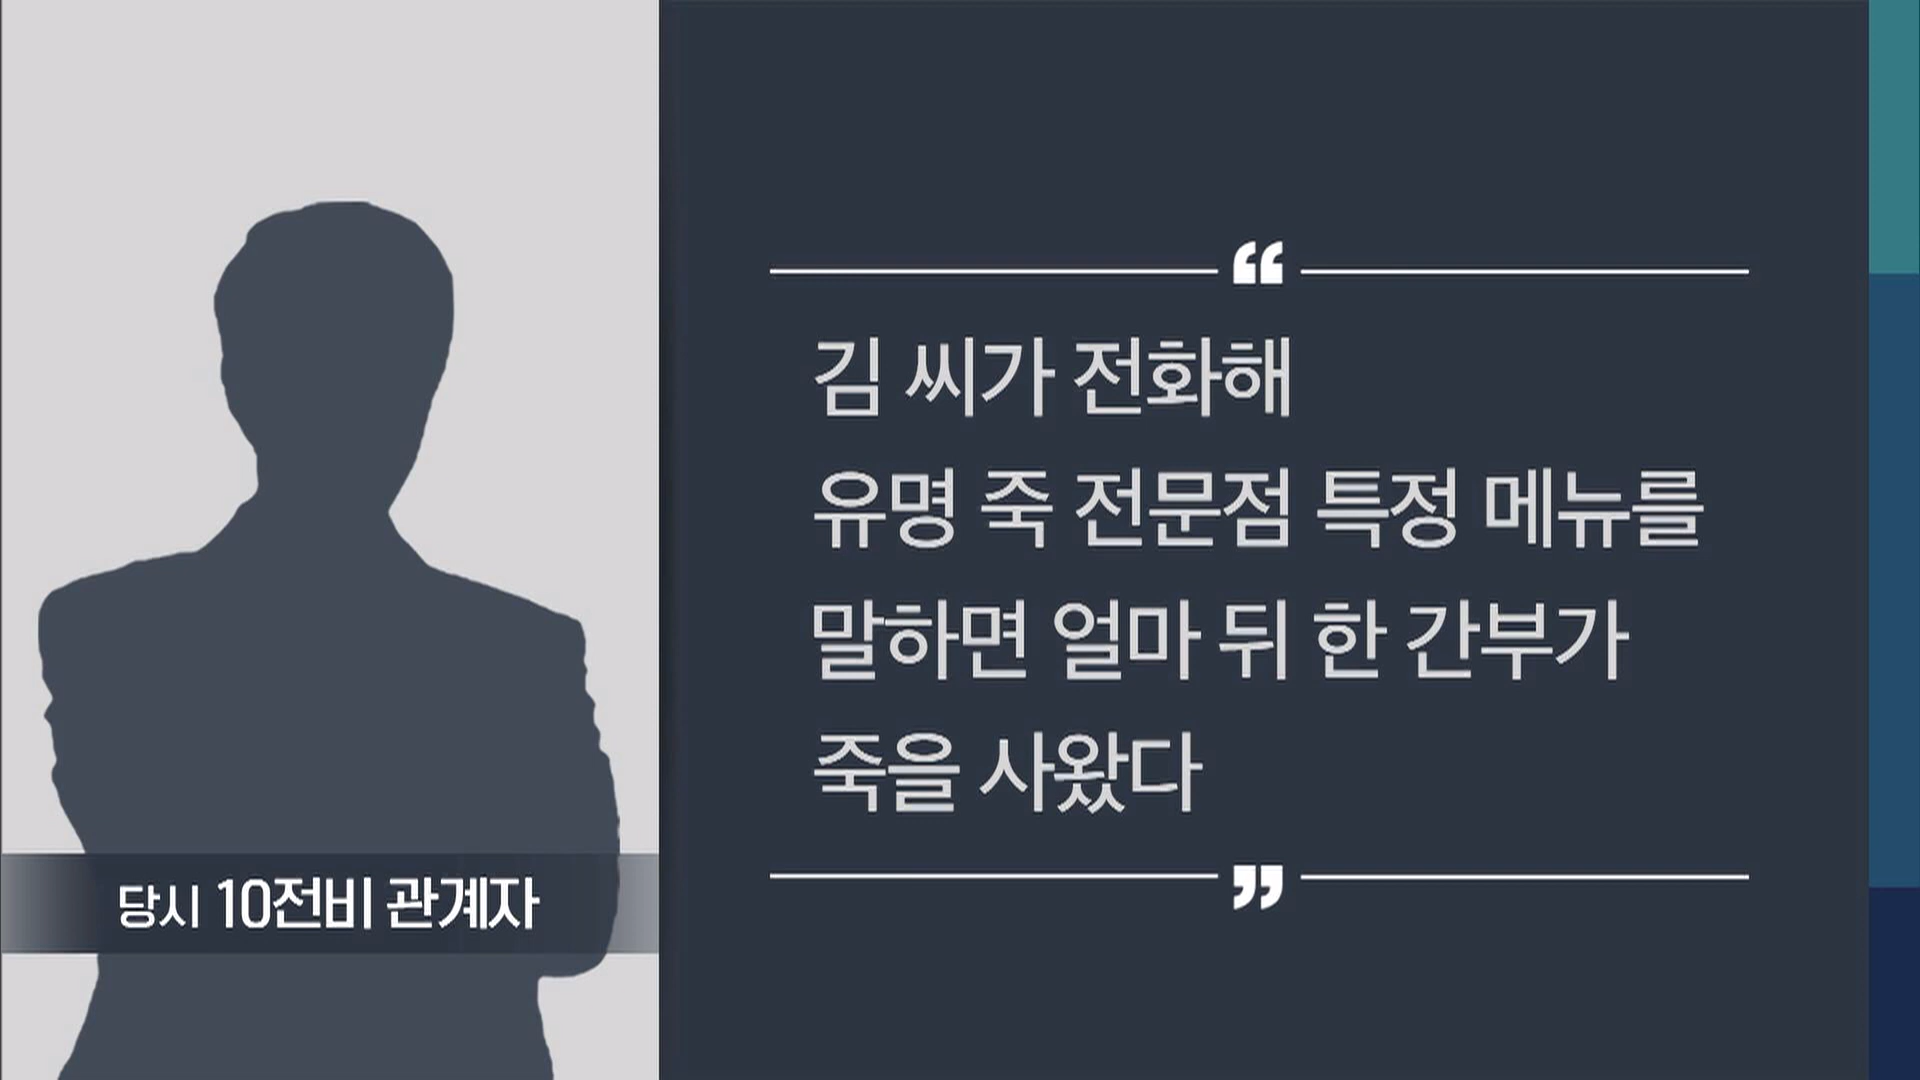 김 씨가 전화해
유명 죽 전문점 특정 메뉴를
말하면 얼마 뒤 한 간부가
죽을 사왔다
당시 10전비 관계자